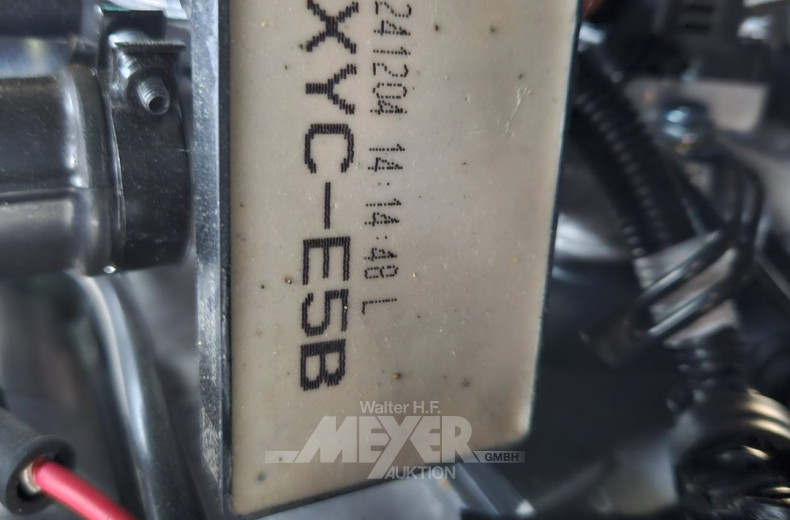 241204 14:14:48 L
XYC-E5B
Walter H.F.
MEYER
GMBH
AUKTION